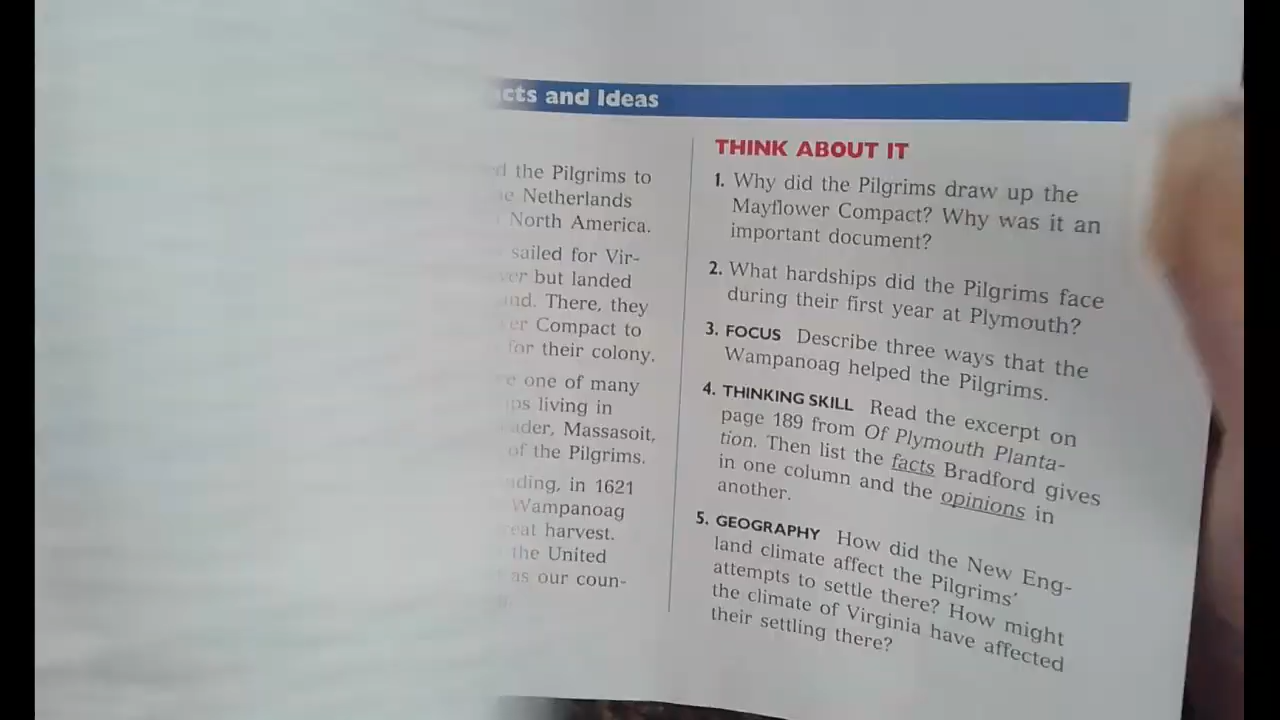 and Ideas
the Pilgrims to
Netherlands
North America.
sailed for Vir-
but landed
There, they
Compact to
for their colony.
one of many
living in
Massasoit,
of the Pilgrims.
in 1621
Wampanoag
harvest.
the United
as our coun-
THINK ABOUT IT
1. Why did the Pilgrims draw up the
Mayflower Compact? Why was it an
important document?
2. What hardships did the Pilgrims face
during their first year at Plymouth?
3. FOCUS Describe three ways that the
Wampanoag helped the Pilgrims.
4. THINKING SKILL Read the excerpt on
page 189 from Of Plymouth Planta-
tion. Then list the facts Bradford gives
in one column and the opinions in
another.
5. GEOGRAPHY How did the New Eng-
land climate affect the Pilgrims'
attempts to settle there? How might
the climate of Virginia have affected
their settling there?